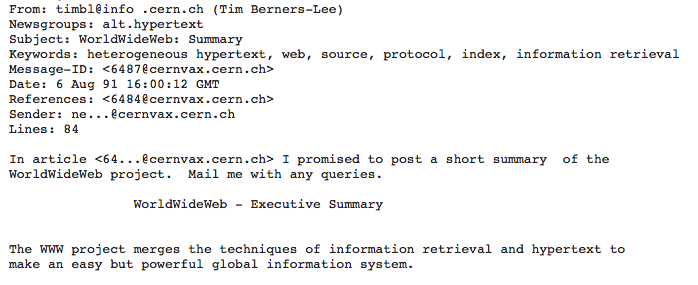 From: timbl@info .cern.ch (Tim Berners-Lee)
Newsgroups: alt.hypertext
Subject: WorldWideWeb: Summary
Keywords: heterogeneous hypertext, web, source, protocol, index, information retrieval
Message-ID: <6487@cernvax.cern.ch>
Date: 6 Aug 91 16:00:12 GMT
References: <6484@cernvax.cern.ch>
Sender: ne...@cernvax.cern.ch
Lines: 84
In article <64...@cernvax.cern.ch> I promised to post a short summary  of the
WorldWideWeb project.  Mail me with any queries.
WorldWideWeb - Executive Summary
The WWW project merges the techniques of information retrieval and hypertext to
make an easy but powerful global information system.